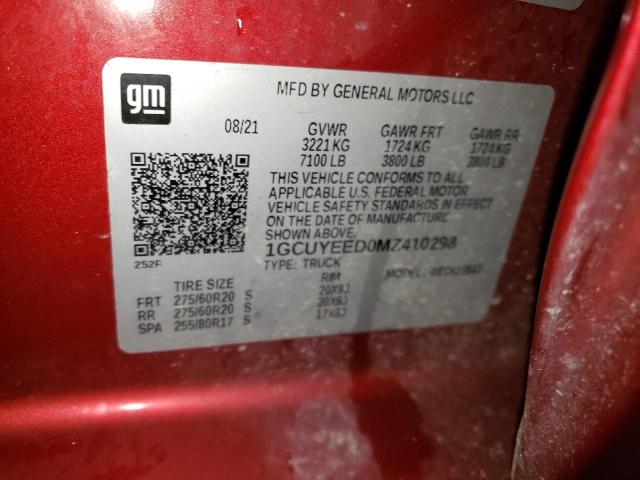 gm
MFD BY GENERAL MOTORS LLC
08/21 GVWR GAWR FRT GAWR RR
3221 KG 1724 KG 1724 KG
7100 LB 3800 LB 3800 LB
THIS VEHICLE CONFORMS TO ALL
APPLICABLE U.S. FEDERAL MOTOR
VEHICLE SAFETY STANDARDS IN EFFECT
ON THE DATE OF MANUFACTURE
SHOWN ABOVE.
1GCUYEED0MZ410298
252F
TYPE: TRUCK MODEL:
TIRE SIZE RIM
FRT 275/60R20 S 20X9J
RR 275/60R20 S 20X9J
SPA 255/80R17 S 17X8J